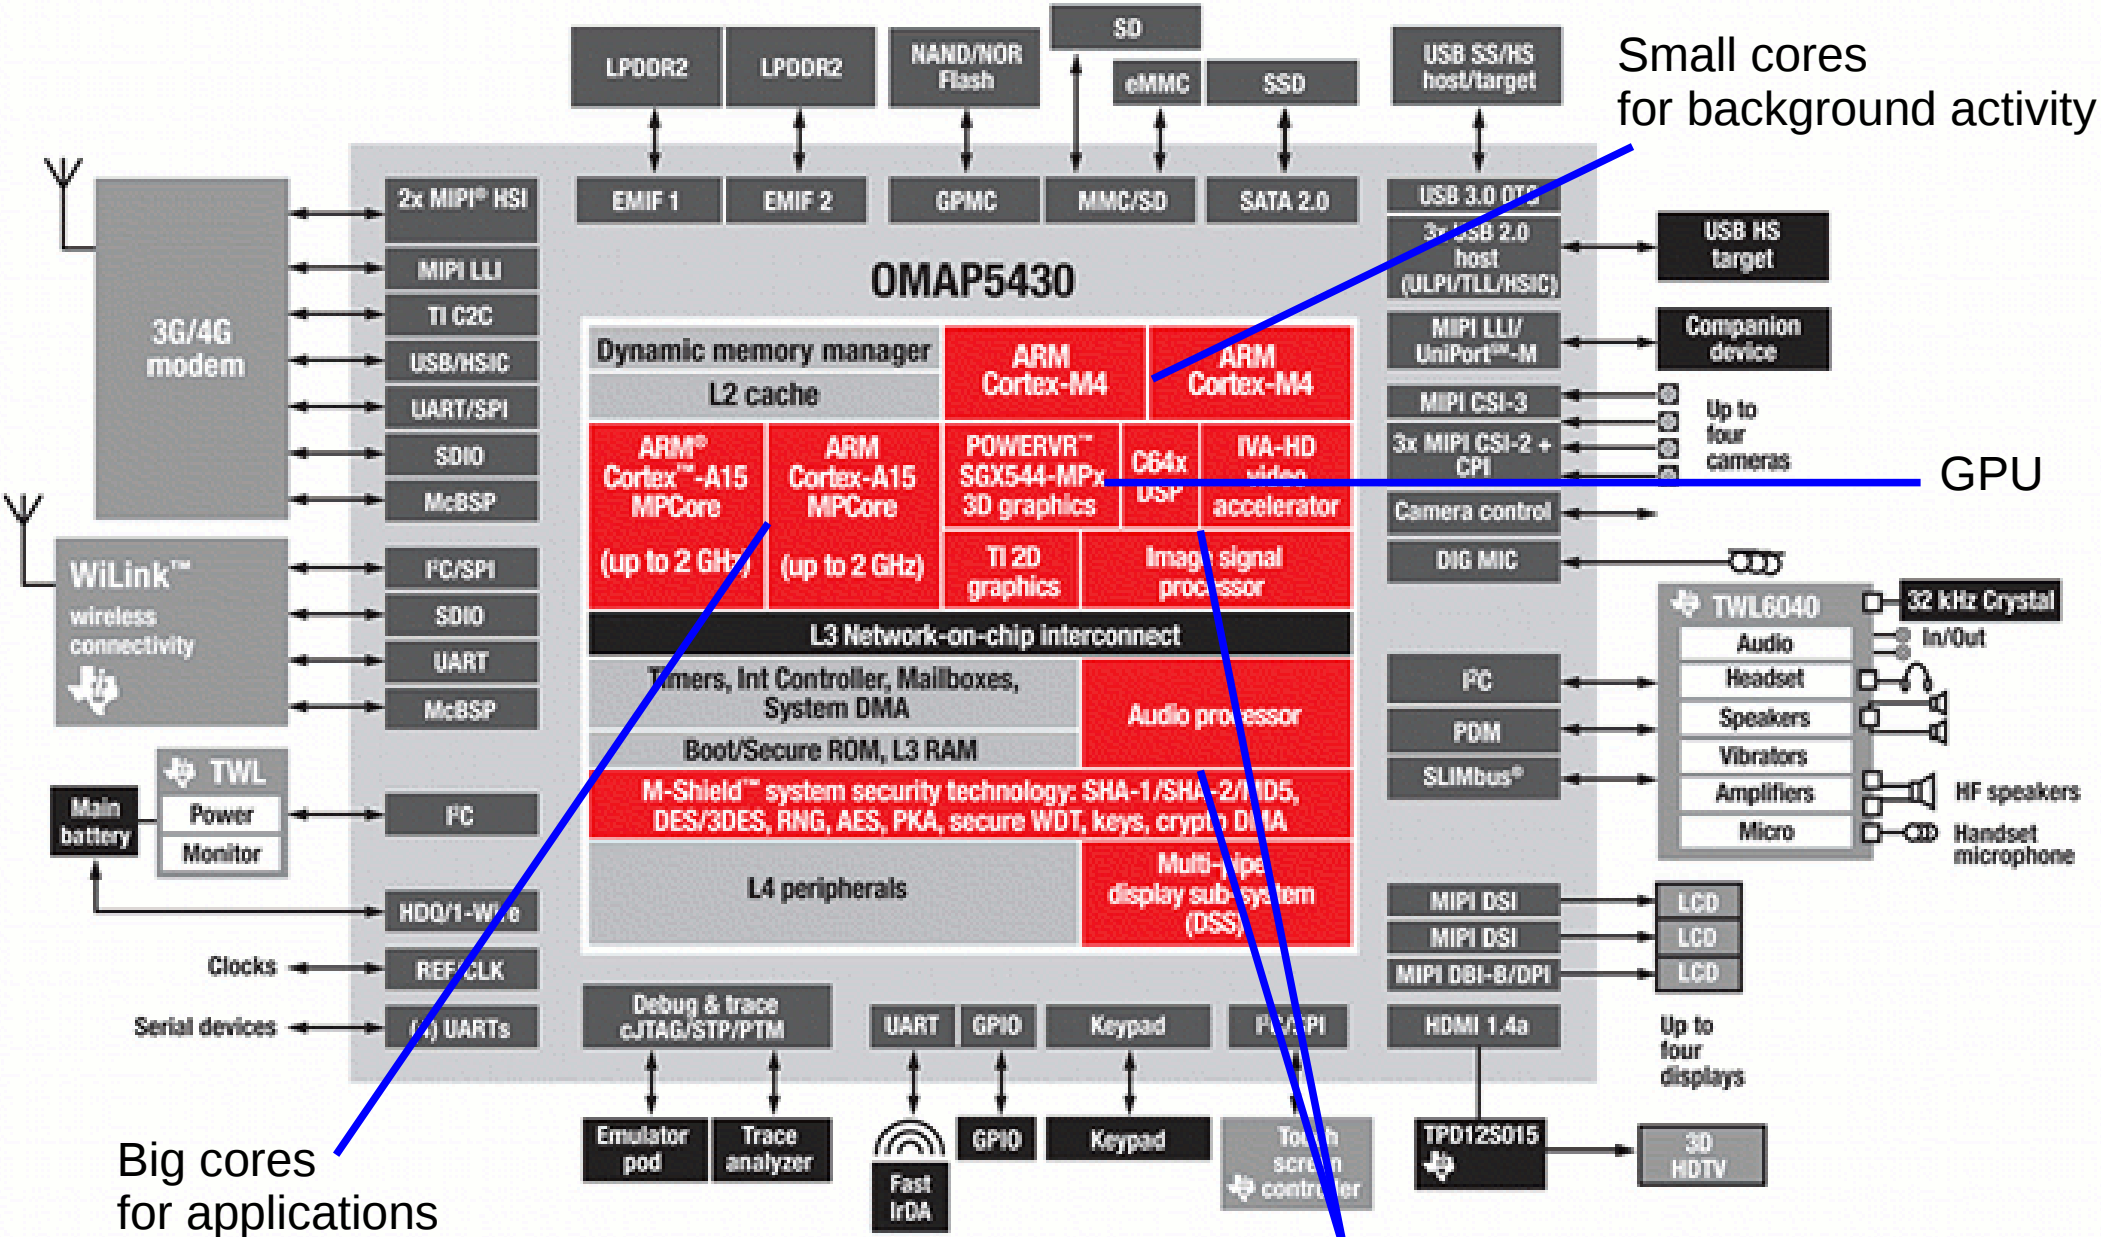 SD
LPDDR2
LPDDR2
NAND/NOR
Flash
eMMC
SSD
USB SS/HS
host/target
Small cores
for background activity
2x MIPI® HSI
EMIF 1
EMIF 2
GPMC
MMC/SD
SATA 2.0
USB 3.0 OTG
3x USB 2.0
host
(ULPI/TLL/HSIC)
USB HS
target
MIPI LLI
OMAP5430
TI C2C
3G/4G
modem
USB/HSIC
UART/SPI
SDIO
McBSP
Dynamic memory manager
L2 cache
ARM
Cortex-M4
ARM
Cortex-M4
MIPI LLI/
UniPort℠-M
Companion
device
MIPI CSI-3
3x MIPI CSI-2 +
CPI
Up to
four
cameras
Camera control
ARM®
Cortex™-A15
MPCore
(up to 2 GHz)
ARM
Cortex-A15
MPCore
(up to 2 GHz)
POWERVR™
SGX544-MPx
3D graphics
C64x
DSP
IVA-HD
video
accelerator
GPU
TI 2D
graphics
Image signal
processor
DIG MIC
WiLink™
wireless
connectivity
I²C/SPI
SDIO
UART
McBSP
L3 Network-on-chip interconnect
Timers, Int Controller, Mailboxes,
System DMA
Boot/Secure ROM, L3 RAM
Audio processor
I²C
PDM
SLIMbus®
TWL6040
32 kHz Crystal
Audio
In/Out
Headset
Speakers
Vibrators
Amplifiers
HF speakers
Micro
Handset
microphone
TWL
Power
Monitor
Main
battery
I²C
M-Shield™ system security technology: SHA-1/SHA-2/MD5,
DES/3DES, RNG, AES, PKA, secure WDT, keys, crypto DMA
L4 peripherals
Multi-pipe
display sub-system
(DSS)
HDQ/1-Wire
Clocks
REF/CLK
Serial devices
UARTs
MIPI DSI
LCD
MIPI DSI
LCD
MIPI DBI-B/DPI
LCD
Debug & trace
cJTAG/STP/PTM
UART
GPIO
Keypad
I²C/SPI
HDMI 1.4a
Up to
four
displays
Emulator
pod
Trace
analyzer
Fast
IrDA
GPIO
Keypad
Touch
screen
controller
TPD12S015
3D
HDTV
Big cores
for applications